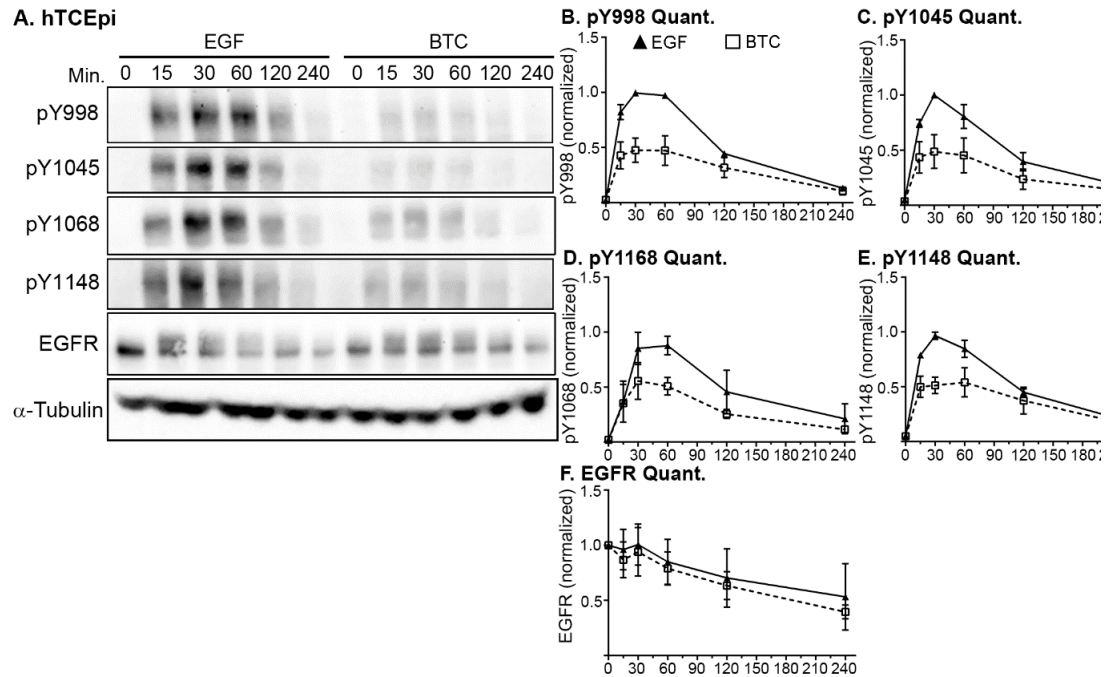 A. hTCEpi
EGF BTC
Min. 0 15 30 60 120 240 0 15 30 60 120 240
pY998
pY1045
pY1068
pY1148
EGFR
α-Tubulin
B. pY998 Quant.
EGF BTC
pY998 (normalized)
1.5
1.0
0.5
0 30 60 90 120 150 180 210 240
C. pY1045 Quant.
pY1045 (normalized)
1.5
1.0
0.5
0 30 60 90 120 150 180
D. pY1168 Quant.
pY1068 (normalized)
1.5
1.0
0.5
0 30 60 90 120 150 180 210 240
E. pY1148 Quant.
pY1148 (normalized)
1.5
1.0
0.5
0 30 60 90 120 150 180
F. EGFR Quant.
EGFR (normalized)
1.5
1.0
0.5
0 30 60 90 120 150 180 210 240